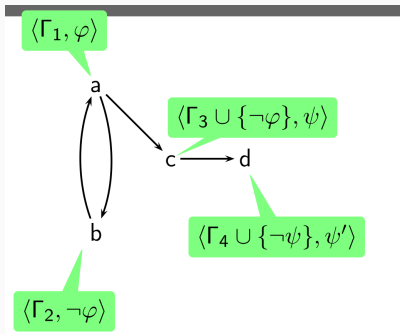 ⟨Γ₁, φ⟩
a
⟨Γ₃ ∪ {¬φ}, ψ⟩
c
d
b
⟨Γ₄ ∪ {¬ψ}, ψ′⟩
⟨Γ₂, ¬φ⟩